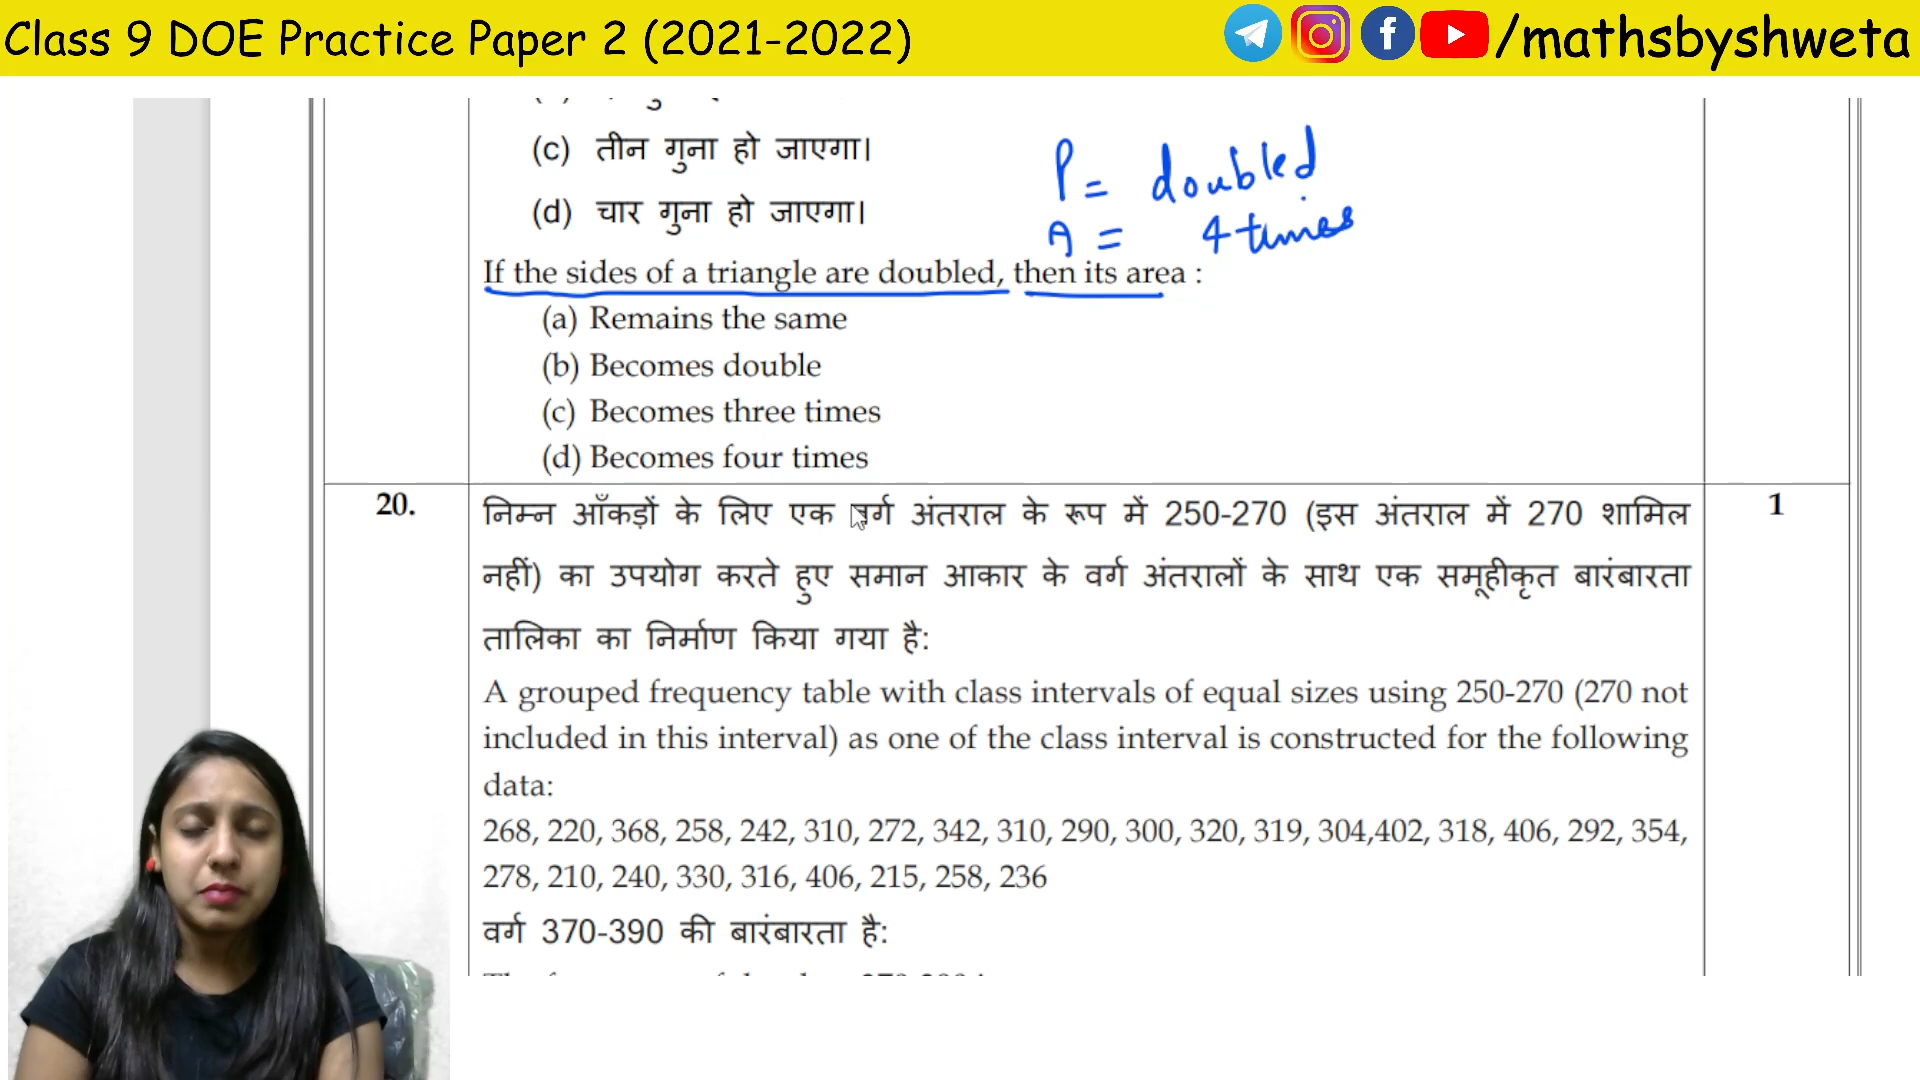 Class 9 DOE Practice Paper 2 (2021-2022)
/mathsbyshweta
(c) तीन गुना हो जाएगा।
(d) चार गुना हो जाएगा।
P = doubled
A = 4 times
If the sides of a triangle are doubled, then its area :
(a) Remains the same
(b) Becomes double
(c) Becomes three times
(d) Becomes four times
20.
निम्न आँकड़ों के लिए एक वर्ग अंतराल के रूप में 250-270 (इस अंतराल में 270 शामिल
1
नहीं) का उपयोग करते हुए समान आकार के वर्ग अंतरालों के साथ एक समूहीकृत बारंबारता
तालिका का निर्माण किया गया है:
A grouped frequency table with class intervals of equal sizes using 250-270 (270 not
included in this interval) as one of the class interval is constructed for the following
data:
268, 220, 368, 258, 242, 310, 272, 342, 310, 290, 300, 320, 319, 304,402, 318, 406, 292, 354,
278, 210, 240, 330, 316, 406, 215, 258, 236
वर्ग 370-390 की बारंबारता है: